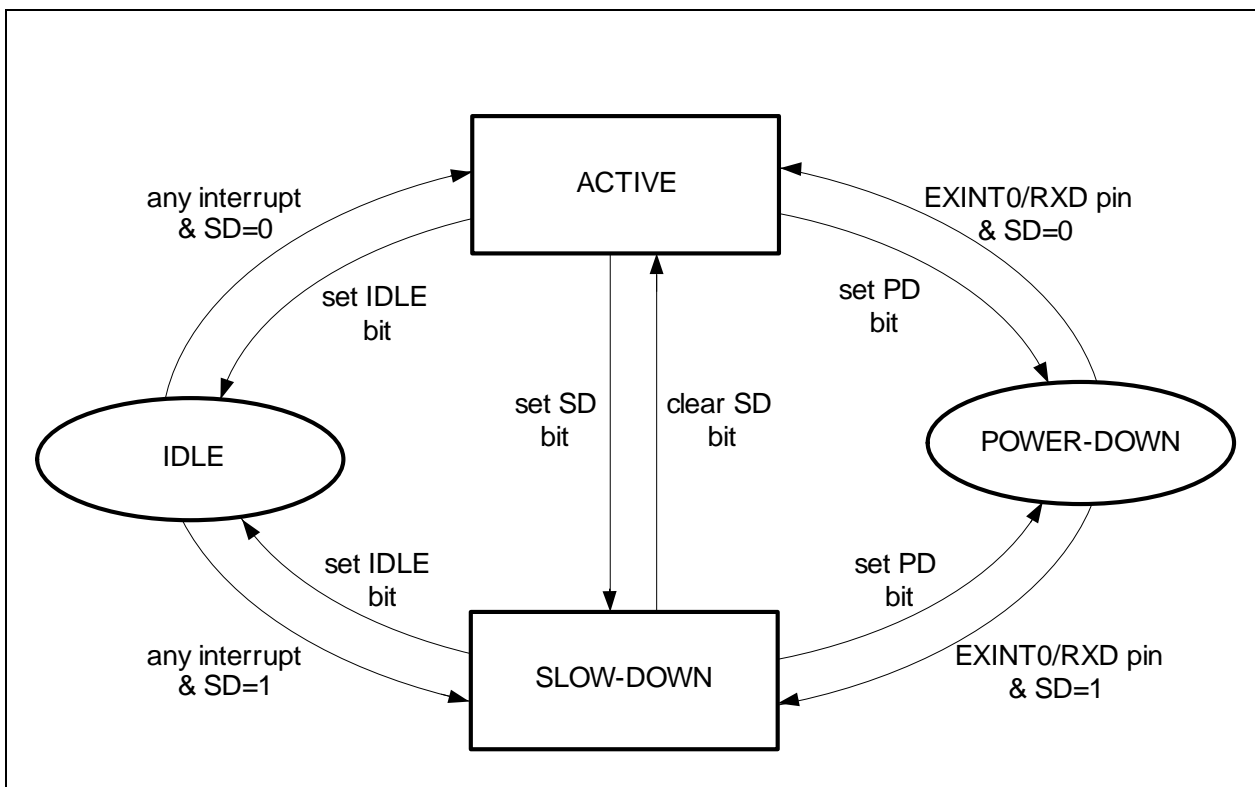 ACTIVE
any interrupt
& SD=0
EXINT0/RXD pin
& SD=0
set IDLE
bit
set PD
bit
set SD
bit
clear SD
bit
IDLE
POWER-DOWN
set IDLE
bit
set PD
bit
any interrupt
& SD=1
SLOW-DOWN
EXINT0/RXD pin
& SD=1